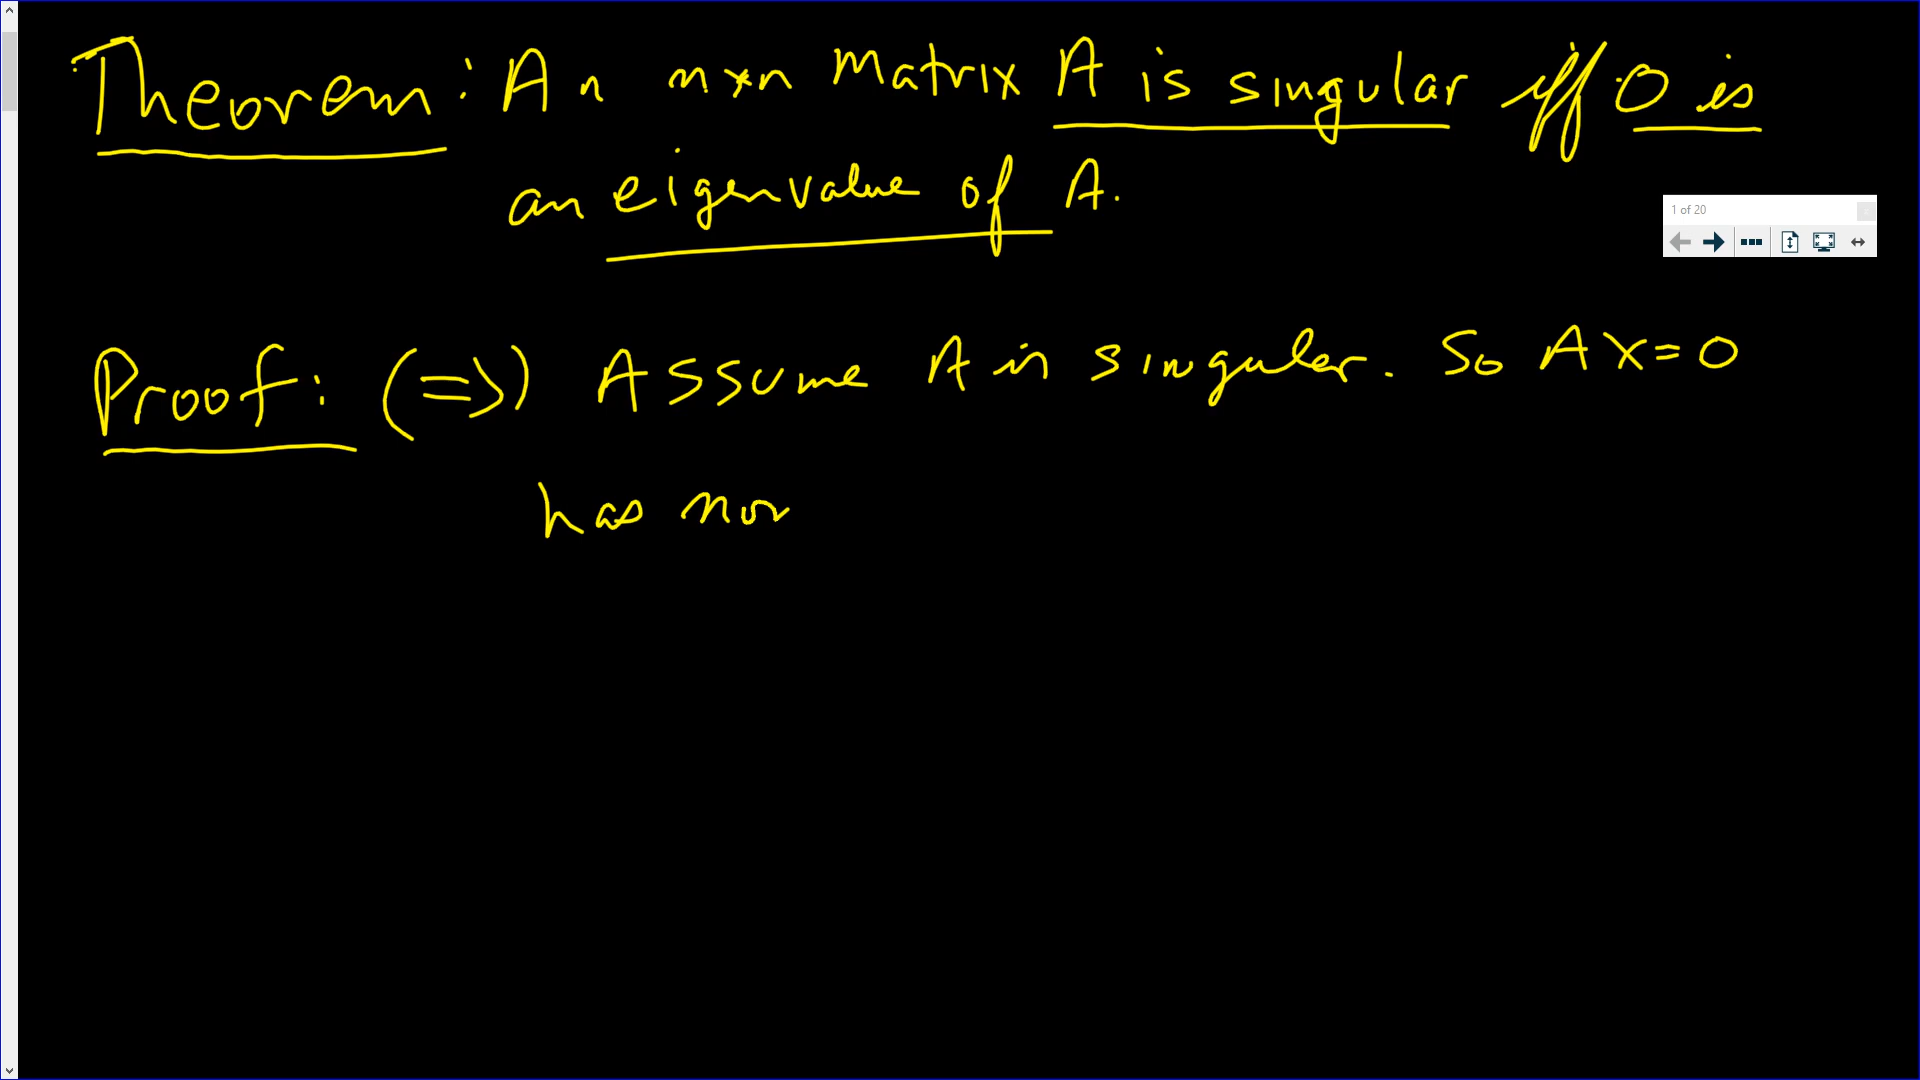 Theorem: An nxn Matrix A is singular iff 0 is
an eigenvalue of A.
1 of 20
Proof: (=>) Assume A is singular. So AX=0
has non